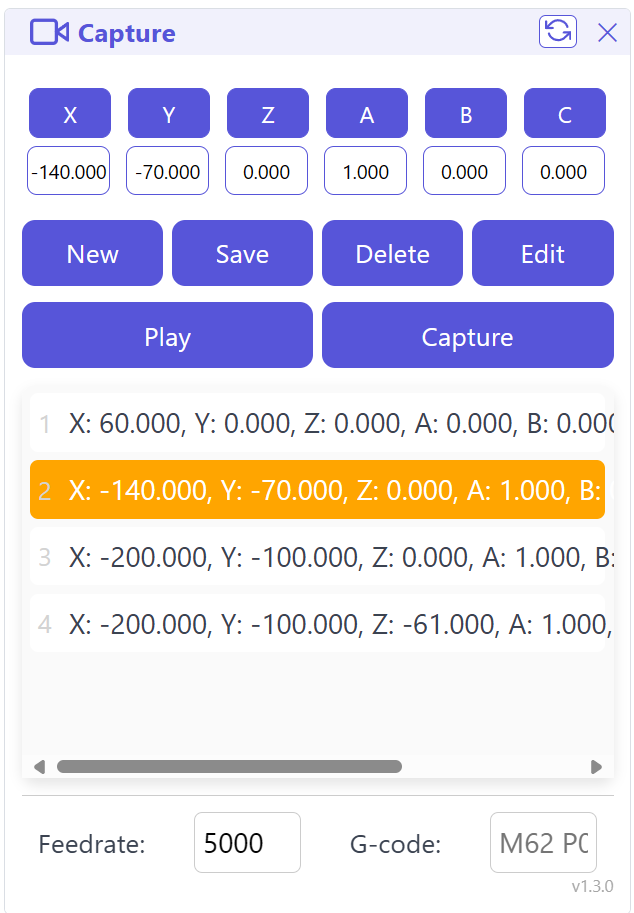 Capture
X Y Z A B C
-140.000 -70.000 0.000 1.000 0.000 0.000
New Save Delete Edit
Play Capture
1 X: 60.000, Y: 0.000, Z: 0.000, A: 0.000, B: 0.000
2 X: -140.000, Y: -70.000, Z: 0.000, A: 1.000, B:
3 X: -200.000, Y: -100.000, Z: 0.000, A: 1.000, B:
4 X: -200.000, Y: -100.000, Z: -61.000, A: 1.000,
Feedrate: 5000 G-code: M62 P0
v1.3.0